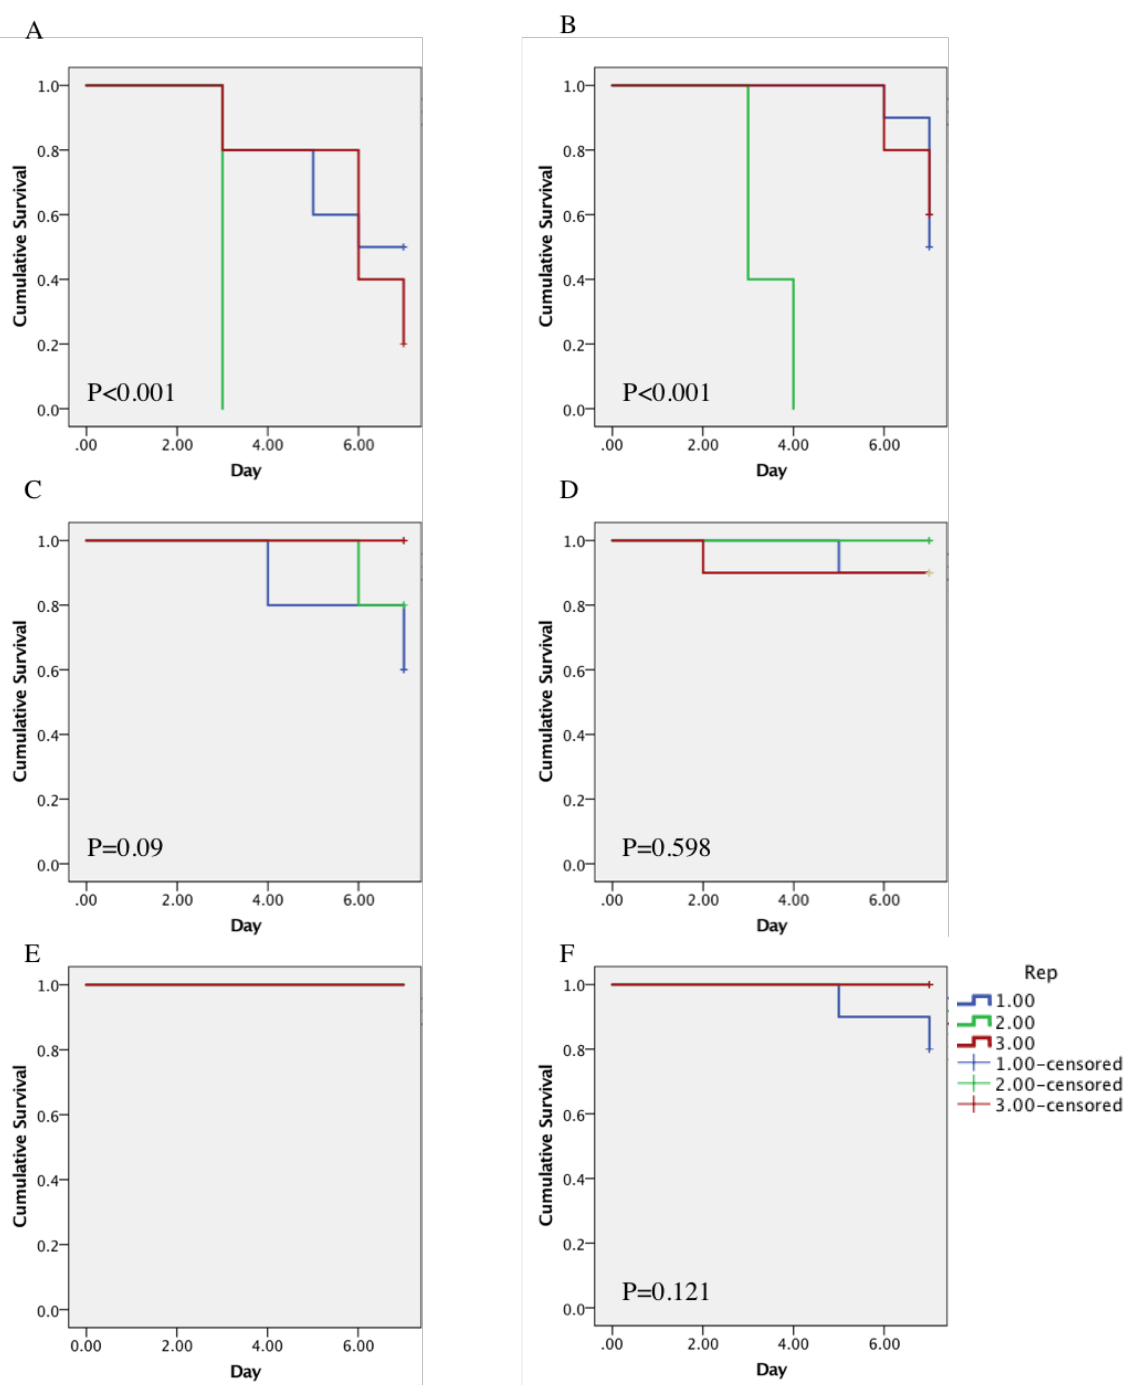 A
Cumulative Survival
1.0
0.8
0.6
0.4
0.2
0.0
P<0.001
.00 2.00 4.00 6.00
Day
B
Cumulative Survival
1.0
0.8
0.6
0.4
0.2
0.0
P<0.001
.00 2.00 4.00 6.00
Day
C
Cumulative Survival
1.0
0.8
0.6
0.4
0.2
0.0
P=0.09
.00 2.00 4.00 6.00
Day
D
Cumulative Survival
1.0
0.8
0.6
0.4
0.2
0.0
P=0.598
.00 2.00 4.00 6.00
Day
E
Cumulative Survival
1.0
0.8
0.6
0.4
0.2
0.0
0.00 2.00 4.00 6.00
Day
F
Cumulative Survival
1.0
0.8
0.6
0.4
0.2
0.0
P=0.121
.00 2.00 4.00 6.00
Day
Rep
1.00
2.00
3.00
1.00-censored
2.00-censored
3.00-censored